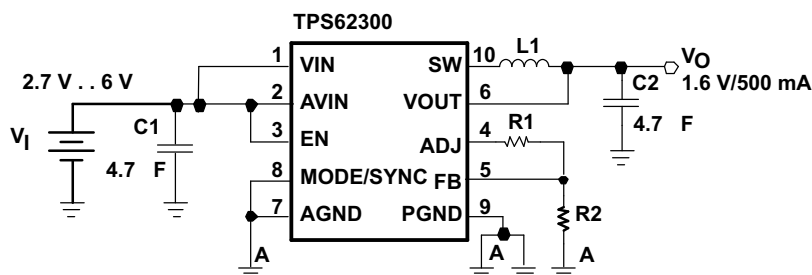 TPS62300
2.7 V . . 6 V
VI
C1
4.7 F
1 VIN
2 AVIN
3 EN
8 MODE/SYNC
7 AGND
A
SW 10
VOUT 6
ADJ 4
FB 5
PGND 9
L1
R1
R2
A
A
C2
4.7 F
VO
1.6 V/500 mA